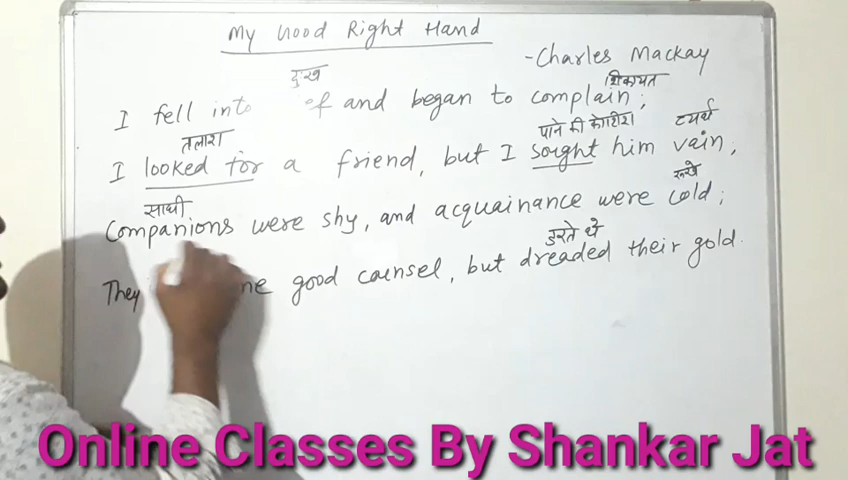 My Good Right Hand
-Charles Mackay
दुःख शिकायत
I fell into and began to complain;
तलाश पाने की कोशिश व्यर्थ
I looked for a friend, but I sought him vain,
साथी रूखे
Companions were shy, and acquainance were cold;
डरते थे
They me good counsel, but dreaded their gold.
Online Classes By Shankar Jat